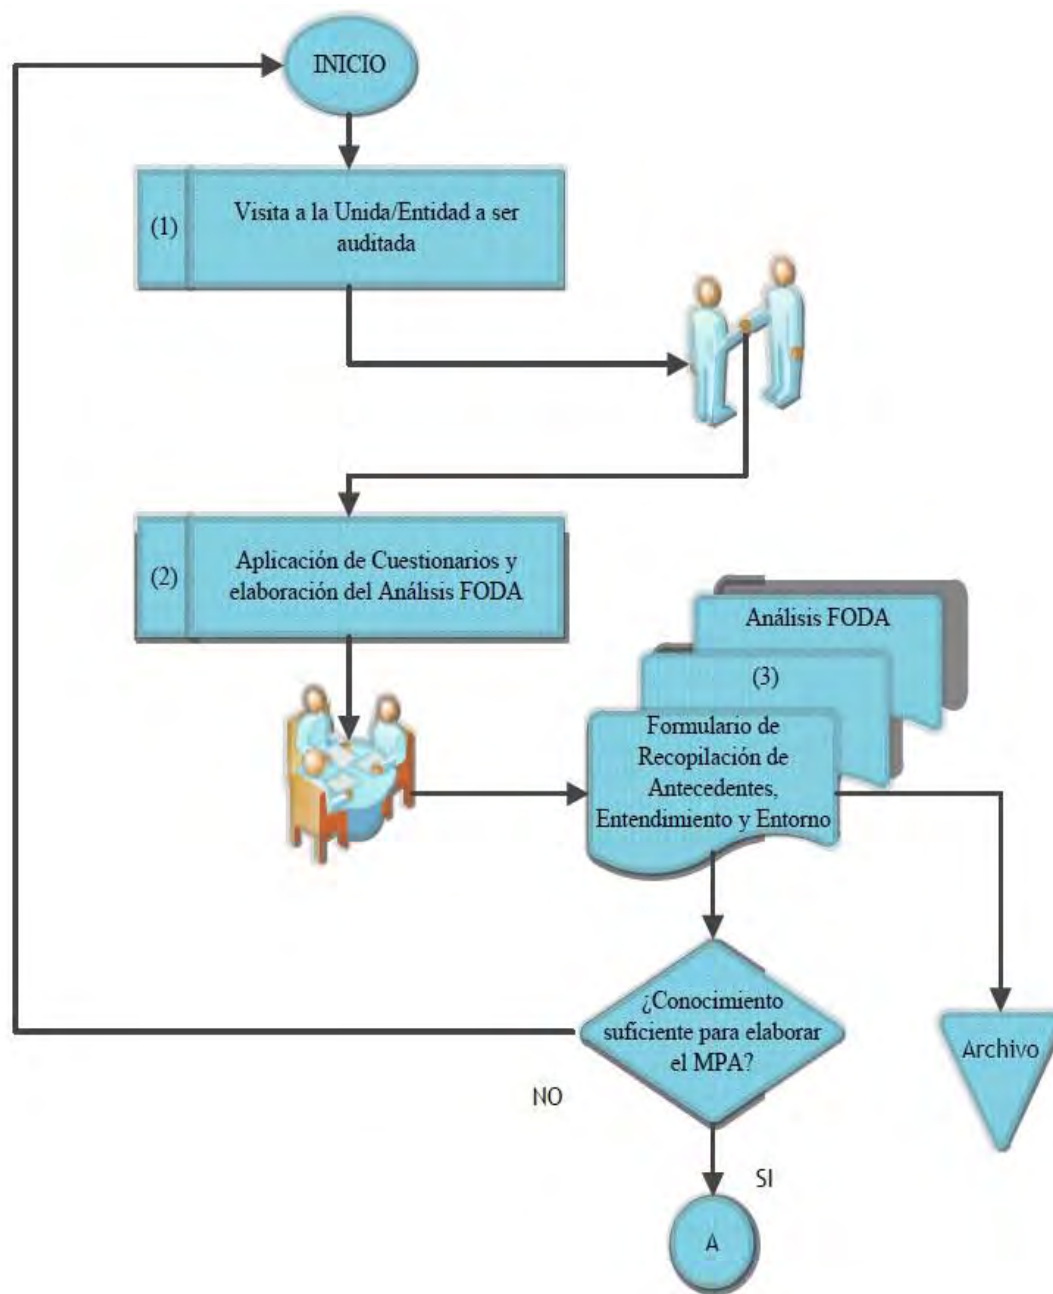 INICIO
(1)
Visita a la Unida/Entidad a ser
auditada
(2)
Aplicación de Cuestionarios y
elaboración del Análisis FODA
Análisis FODA
(3)
Formulario de
Recopilación de
Antecedentes,
Entendimiento y Entorno
¿Conocimiento
suficiente para elaborar
el MPA?
Archivo
NO
SI
A